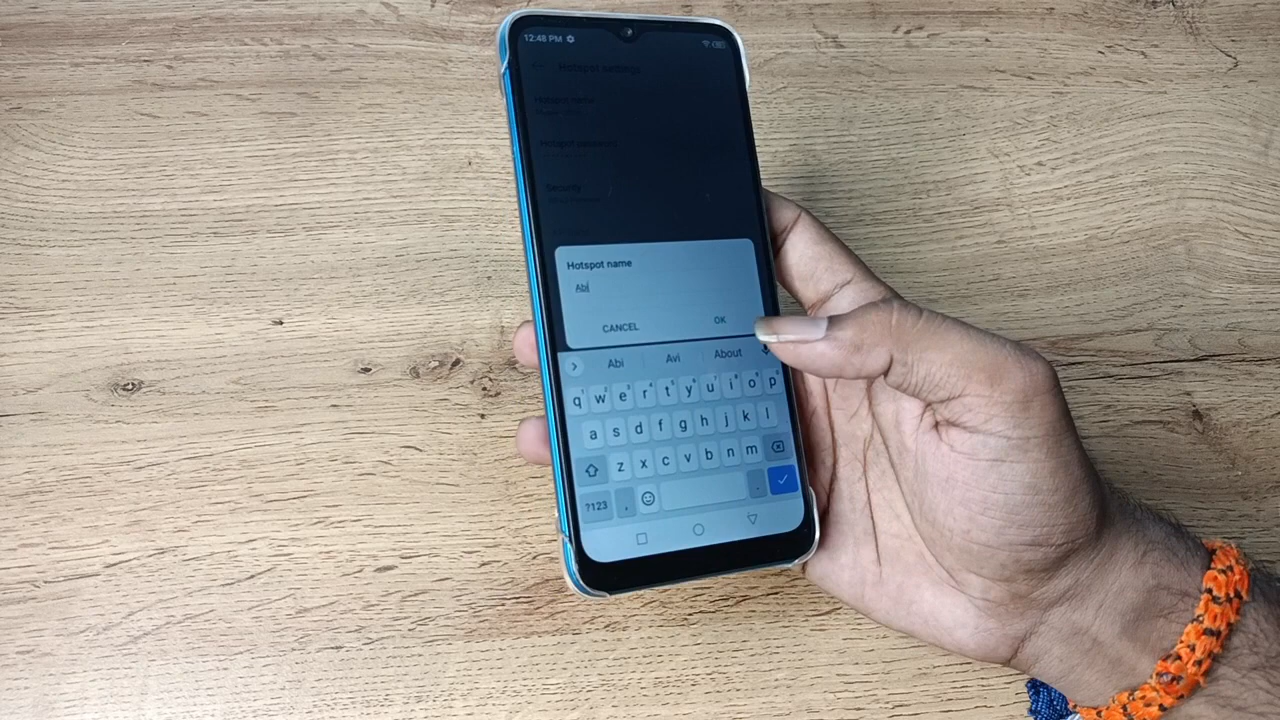 12:48 PM
Hotspot settings
Hotspot name
Hotspot password
Security
Hotspot name
Abi
CANCEL OK
Abi Avi About
q w e r t y u i o p
a s d f g h j k l
z x c v b n m
?123 , .